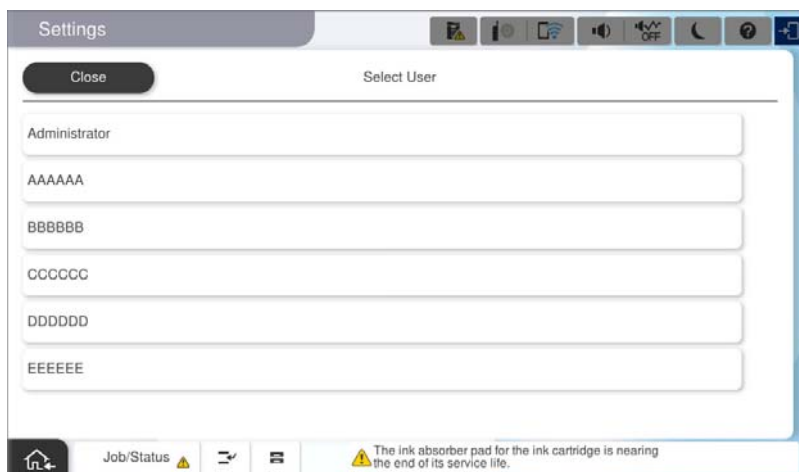 Settings
OFF
Close
Select User
Administrator
AAAAAA
BBBBBB
CCCCCC
DDDDDD
EEEEEE
Job/Status
The ink absorber pad for the ink cartridge is nearing
the end of its service life.